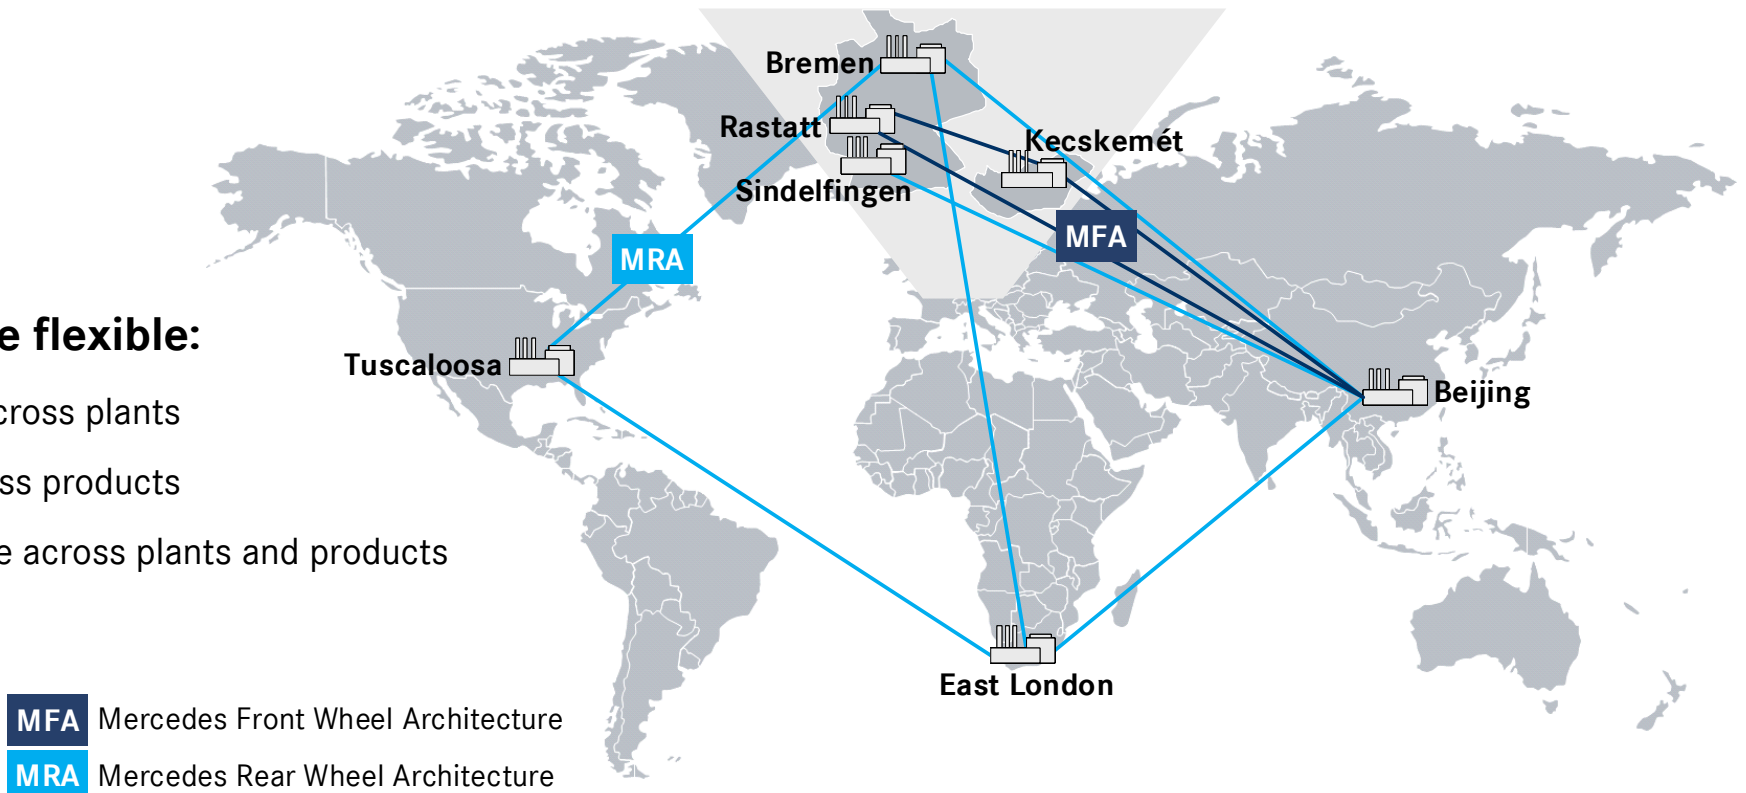 Bremen
Rastatt
Kecskemét
Sindelfingen
MFA
MRA
e flexible:
Tuscaloosa
Beijing
cross plants
ss products
e across plants and products
East London
MFA Mercedes Front Wheel Architecture
MRA Mercedes Rear Wheel Architecture